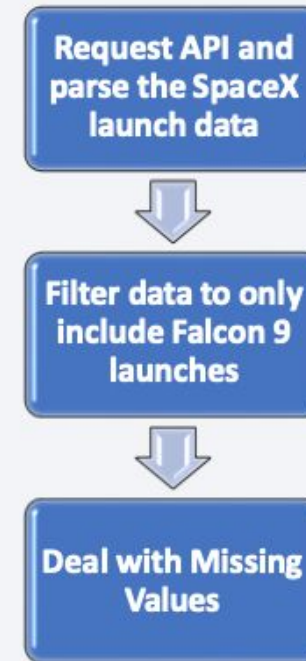 Request API and
parse the SpaceX
launch data
Filter data to only
include Falcon 9
launches
Deal with Missing
Values